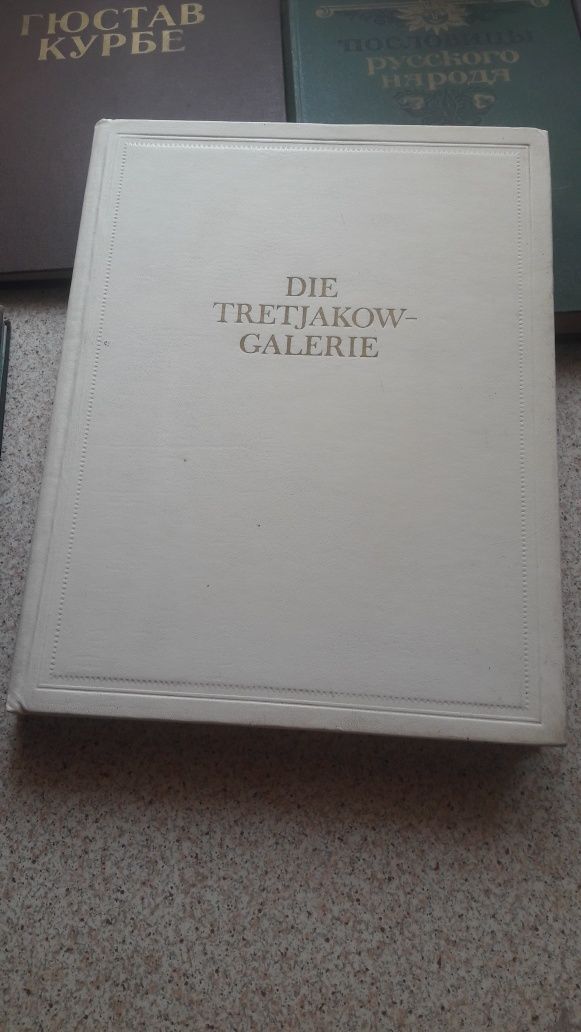 ГЮСТАВ
КУРБЕ
ПОСЛОВИЦЫ
русского
народа
DIE
TRETJAKOW-
GALERIE